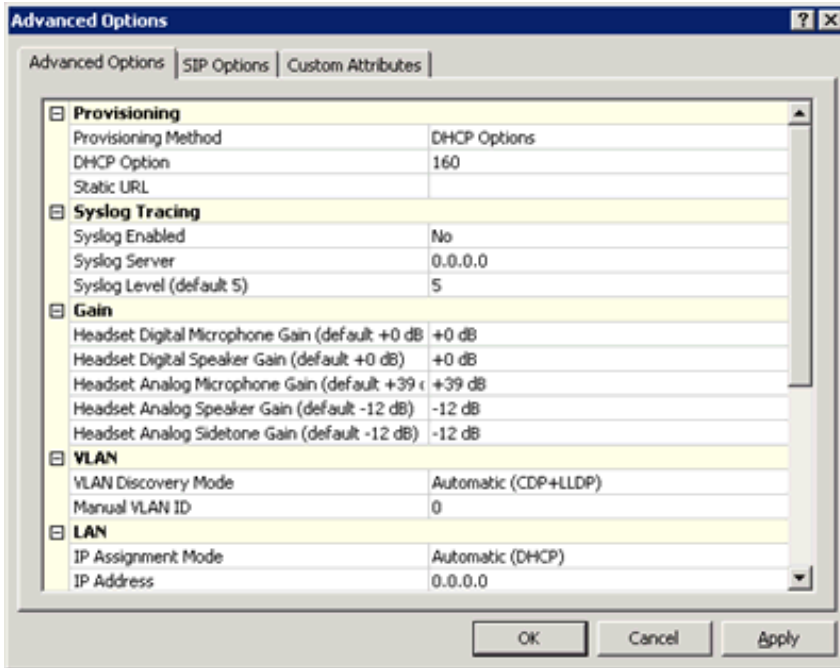 Advanced Options
Advanced Options SIP Options Custom Attributes
Provisioning
Provisioning Method DHCP Options
DHCP Option 160
Static URL
Syslog Tracing
Syslog Enabled No
Syslog Server 0.0.0.0
Syslog Level (default 5) 5
Gain
Headset Digital Microphone Gain (default +0 dB +0 dB
Headset Digital Speaker Gain (default +0 dB) +0 dB
Headset Analog Microphone Gain (default +39 +39 dB
Headset Analog Speaker Gain (default -12 dB) -12 dB
Headset Analog Sidetone Gain (default -12 dB) -12 dB
VLAN
VLAN Discovery Mode Automatic (CDP+LLDP)
Manual VLAN ID 0
LAN
IP Assignment Mode Automatic (DHCP)
IP Address 0.0.0.0
OK Cancel Apply